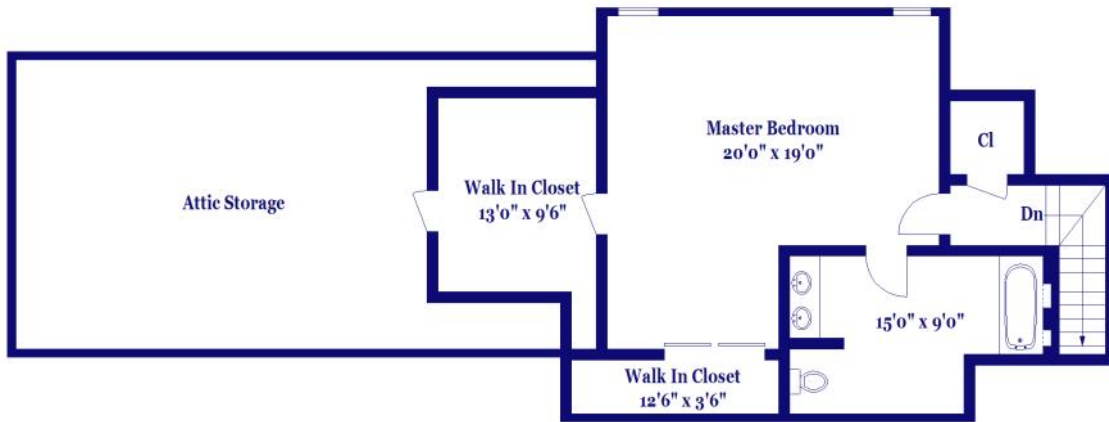 Master Bedroom
20'0" x 19'0"
Cl
Walk In Closet
13'0" x 9'6"
Attic Storage
Dn
15'0" x 9'0"
Walk In Closet
12'6" x 3'6"